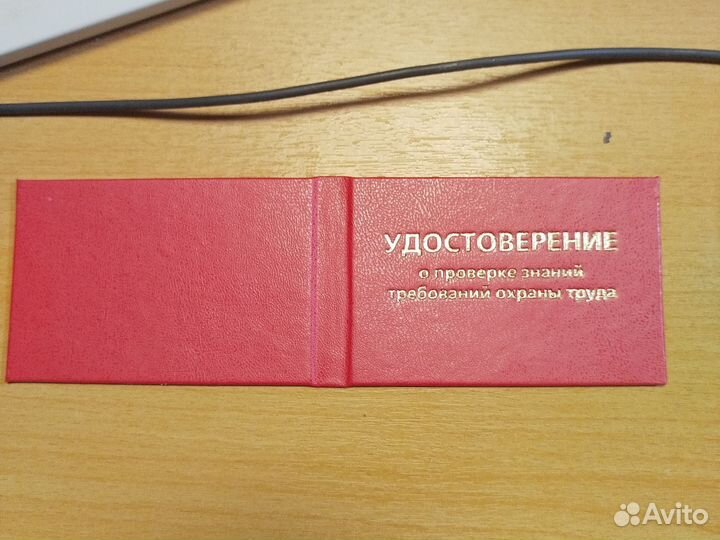 УДОСТОВЕРЕНИЕ
о проверке знаний
требований охраны труда
Avito